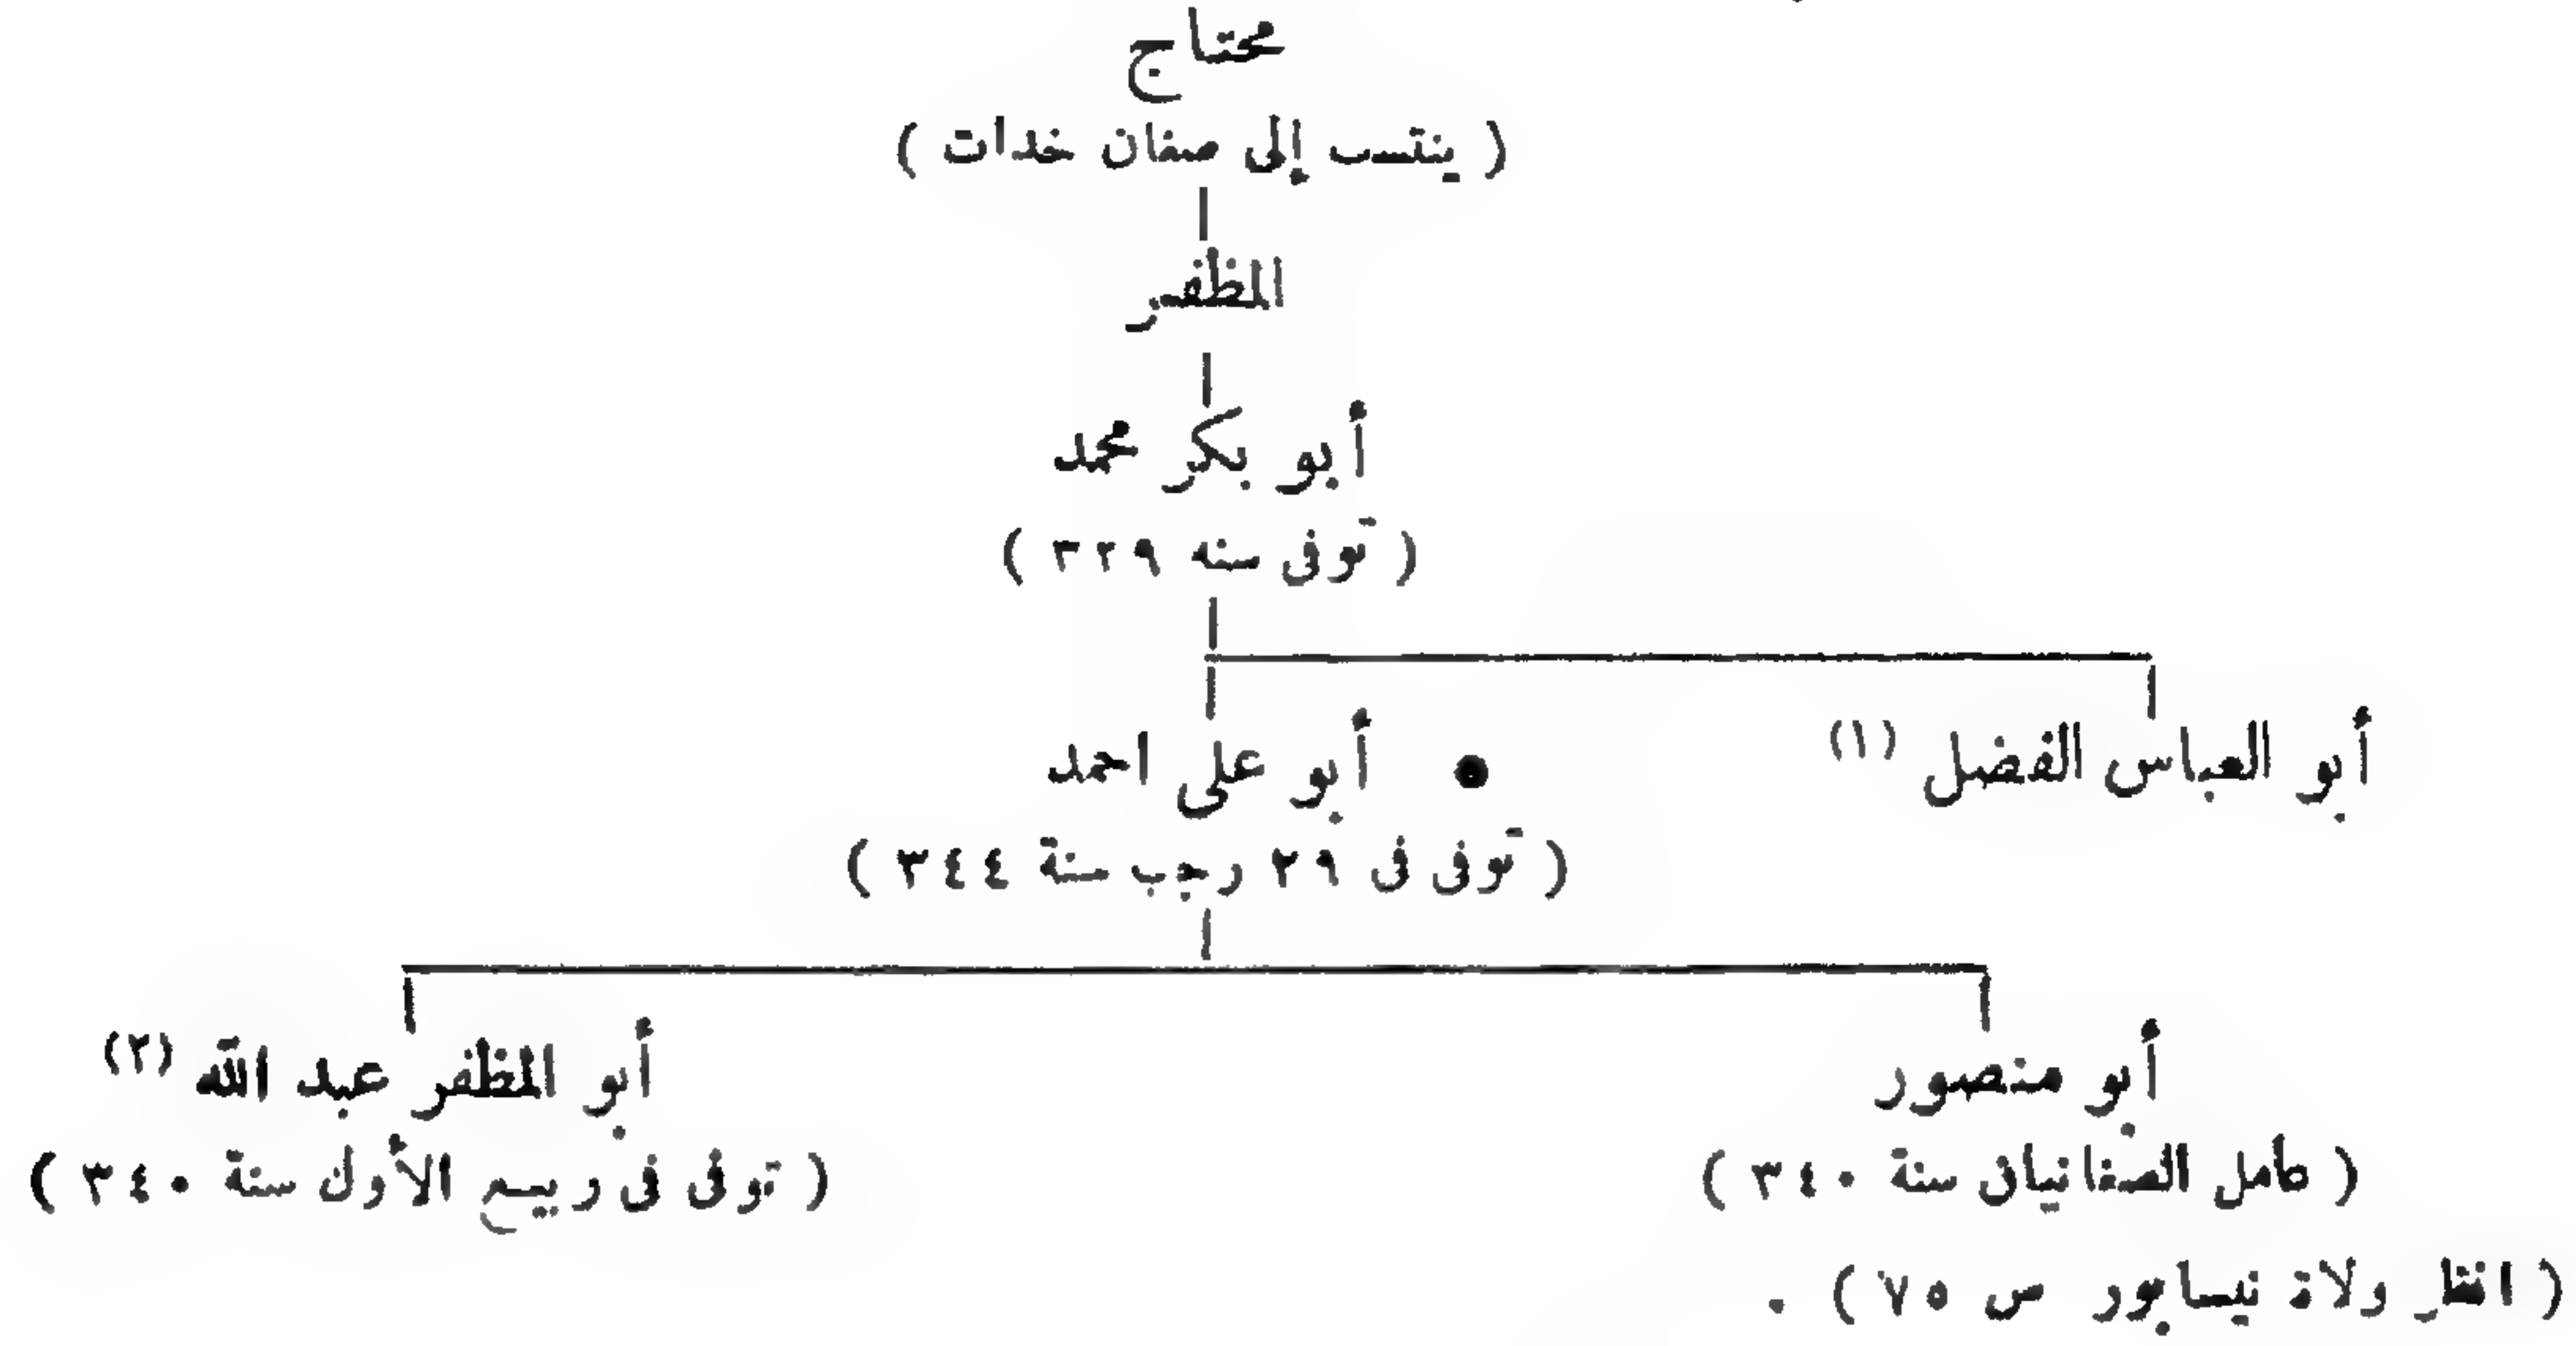 محتاج
( ينتسب إلى صغان خدات )
المظفر
أبو بكر محمد
( توفى سنه ٣٢٩ )
أبو العباس الفضل (١)
● أبو على احمد
( توفى فى ٢٩ رجب سنة ٣٤٤ )
أبو منصور
أبو المظفر عبد الله (٢)
( عامل الصغانيان سنة ٣٤٠ )
( توفى فى ربيع الأول سنة ٣٤٠ )
( انظر ولاة نيسابور س ٧٥ ) .